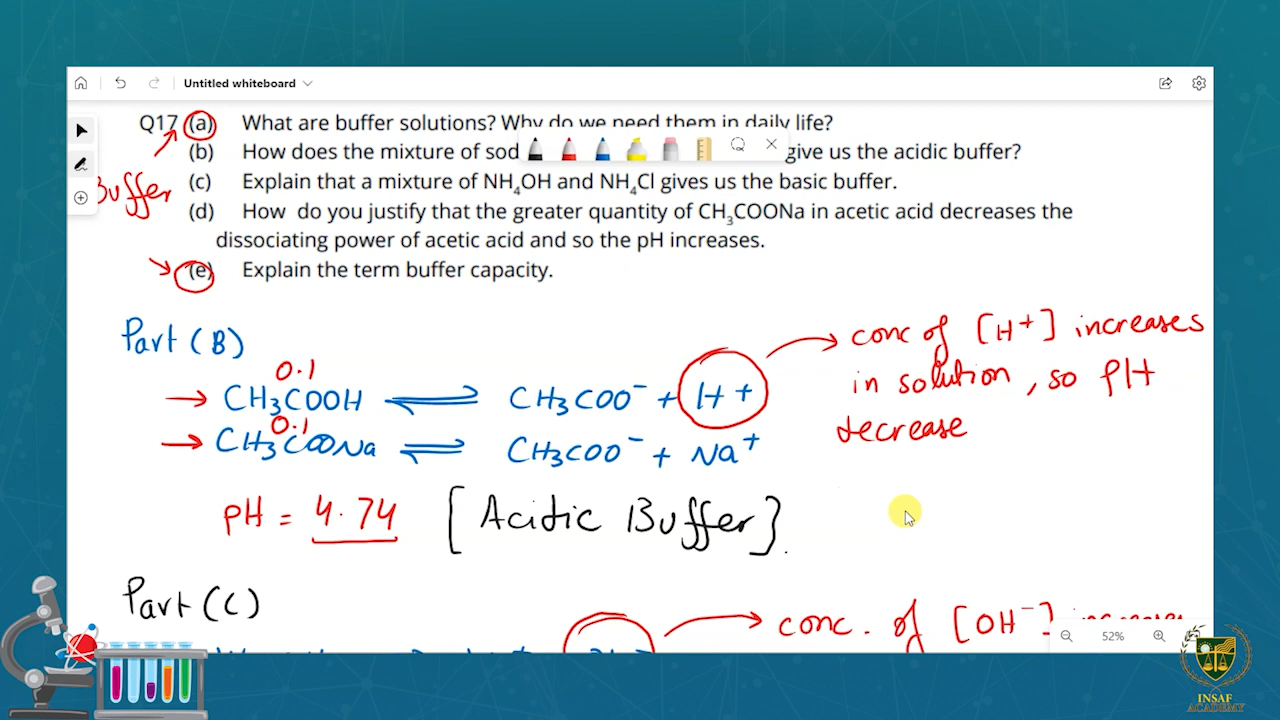 Untitled whiteboard
Q17 (a) What are buffer solutions? Why do we need them in daily life?
(b) How does the mixture of sod give us the acidic buffer?
Buffer (c) Explain that a mixture of NH₄OH and NH₄Cl gives us the basic buffer.
(d) How do you justify that the greater quantity of CH₃COONa in acetic acid decreases the
dissociating power of acetic acid and so the pH increases.
(e) Explain the term buffer capacity.
Part (B)
conc of [H+] increases
in solution, so PH
decrease
0.1
CH₃COOH ⇌ CH₃COO⁻ + H+
0.1
CH₃COONa ⇌ CH₃COO⁻ + Na⁺
pH = 4.74 [Acidic Buffer].
Part (C)
conc. of [OH⁻] increases
52%
INSAF
ACADEMY